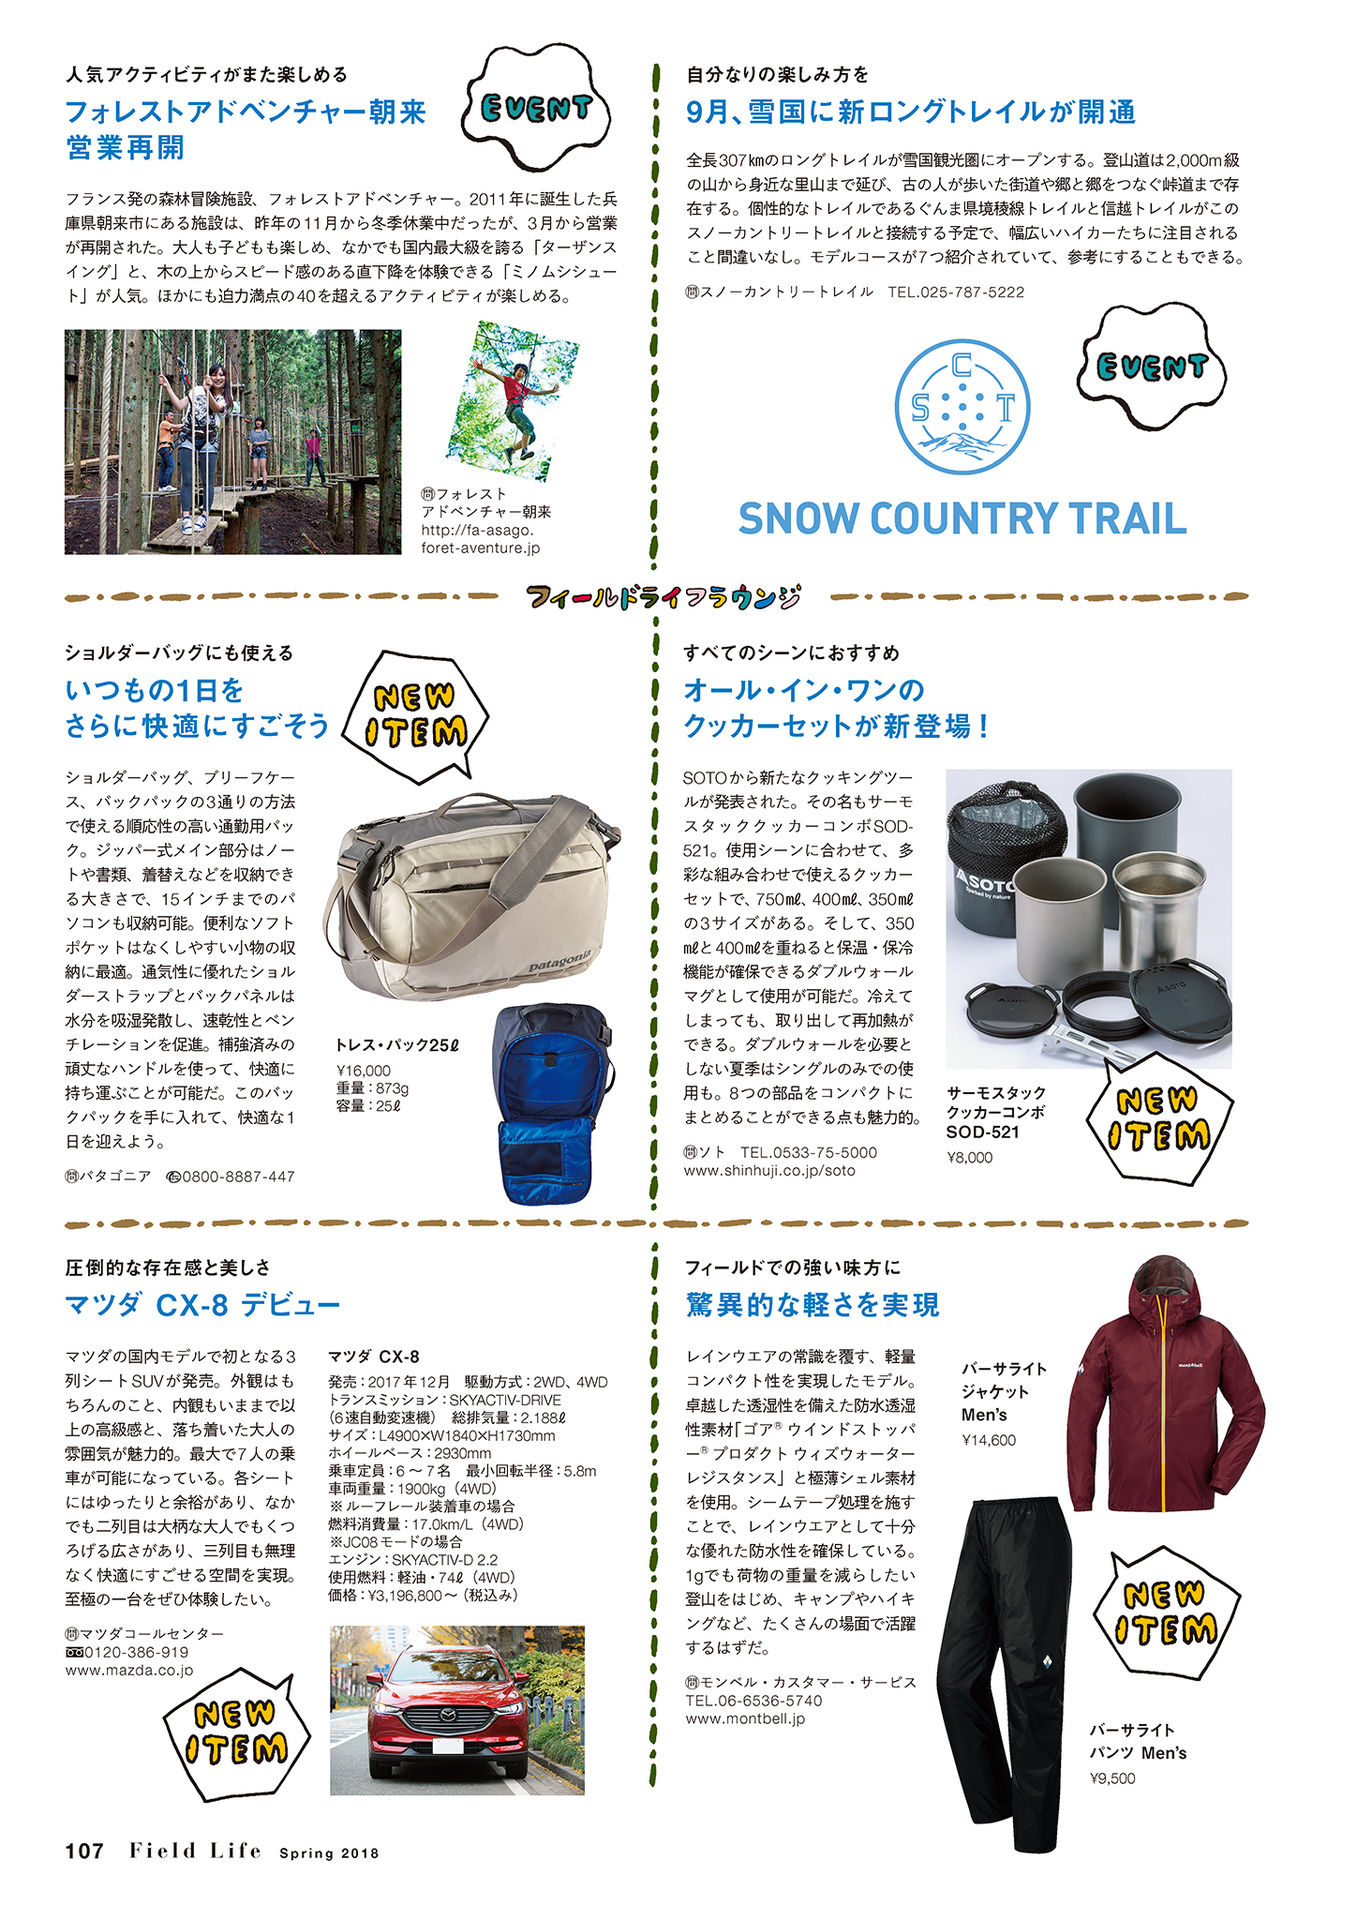 人気アクティビティがまた楽しめる
フォレストアドベンチャー朝来
営業再開
EVENT
フランス発の森林冒険施設、フォレストアドベンチャー。2011年に誕生した兵
庫県朝来市にある施設は、昨年の11月から冬季休業中だったが、3月から営業
が再開された。大人も子どもも楽しめ、なかでも国内最大級を誇る「ターザンス
イング」と、木の上からスピード感のある直下降を体験できる「ミノムシシュー
ト」が人気。ほかにも迫力満点の40を超えるアクティビティが楽しめる。
㉄フォレスト
アドベンチャー朝来
http://fa-asago.
foret-aventure.jp
自分なりの楽しみ方を
9月、雪国に新ロングトレイルが開通
全長307㎞のロングトレイルが雪国観光圏にオープンする。登山道は2,000m級
の山から身近な里山まで延び、古の人が歩いた街道や郷と郷をつなぐ峠道まで存
在する。個性的なトレイルであるぐんま県境稜線トレイルと信越トレイルがこの
スノーカントリートレイルと接続する予定で、幅広いハイカーたちに注目される
こと間違いなし。モデルコースが7つ紹介されていて、参考にすることもできる。
㉄スノーカントリートレイル　TEL.025-787-5222
EVENT
S C T
SNOW COUNTRY TRAIL
フィールドライフラウンジ
ショルダーバッグにも使える
いつもの1日を
さらに快適にすごそう
NEW
ITEM
ショルダーバッグ、ブリーフケー
ス、バックパックの3通りの方法
で使える順応性の高い通勤用パッ
ク。ジッパー式メイン部分はノー
トや書類、着替えなどを収納でき
る大きさで、15インチまでのパ
ソコンも収納可能。便利なソフト
ポケットはなくしやすい小物の収
納に最適。通気性に優れたショル
ダーストラップとバックパネルは
水分を吸湿発散し、速乾性とベン
チレーションを促進。補強済みの
頑丈なハンドルを使って、快適に
持ち運ぶことが可能だ。このバッ
クパックを手に入れて、快適な1
日を迎えよう。
㉄パタゴニア　0800-8887-447
patagonia
トレス・パック25ℓ
¥16,000
重量：873g
容量：25ℓ
すべてのシーンにおすすめ
オール・イン・ワンの
クッカーセットが新登場！
SOTOから新たなクッキングツー
ルが発表された。その名もサーモ
スタッククッカーコンボSOD-
521。使用シーンに合わせて、多
彩な組み合わせで使えるクッカー
セットで、750㎖、400㎖、350㎖
の3サイズがある。そして、350
㎖と400㎖を重ねると保温・保冷
機能が確保できるダブルウォール
マグとして使用が可能だ。冷えて
しまっても、取り出して再加熱が
できる。ダブルウォールを必要と
しない夏季はシングルのみでの使
用も。8つの部品をコンパクトに
まとめることができる点も魅力的。
㉄ソト　TEL.0533-75-5000
www.shinhuji.co.jp/soto
SOTO
Sparked by nature
SOTO
SOTO
サーモスタック
クッカーコンボ
SOD-521
¥8,000
NEW
ITEM
圧倒的な存在感と美しさ
マツダ CX-8 デビュー
マツダの国内モデルで初となる3
列シートSUVが発売。外観はも
ちろんのこと、内観もいままで以
上の高級感と、落ち着いた大人の
雰囲気が魅力的。最大で7人の乗
車が可能になっている。各シート
にはゆったりと余裕があり、なか
でも二列目は大柄な大人でもくつ
ろげる広さがあり、三列目も無理
なく快適にすごせる空間を実現。
至極の一台をぜひ体験したい。
㉄マツダコールセンター
0120-386-919
www.mazda.co.jp
NEW
ITEM
マツダ CX-8
発売：2017年12月　駆動方式：2WD、4WD
トランスミッション：SKYACTIV-DRIVE
（6速自動変速機）　総排気量：2.188ℓ
サイズ：L4900×W1840×H1730mm
ホイールベース：2930mm
乗車定員：6～7名　最小回転半径：5.8m
車両重量：1900kg（4WD）
※ルーフレール装着車の場合
燃料消費量：17.0km/L（4WD）
※JC08モードの場合
エンジン：SKYACTIV-D 2.2
使用燃料：軽油・74ℓ（4WD）
価格：¥3,196,800～（税込み）
フィールドでの強い味方に
驚異的な軽さを実現
レインウエアの常識を覆す、軽量
コンパクト性を実現したモデル。
卓越した透湿性を備えた防水透湿
性素材「ゴア® ウインドストッパ
ー® プロダクト ウィズウォーター
レジスタンス」と極薄シェル素材
を使用。シームテープ処理を施す
ことで、レインウエアとして十分
な優れた防水性を確保している。
1gでも荷物の重量を減らしたい
登山をはじめ、キャンプやハイキ
ングなど、たくさんの場面で活躍
するはずだ。
㉄モンベル・カスタマー・サービス
TEL.06-6536-5740
www.montbell.jp
バーサライト
ジャケット
Men's
¥14,600
mont-bell
NEW
ITEM
バーサライト
パンツ Men's
¥9,500
107 Field Life Spring 2018